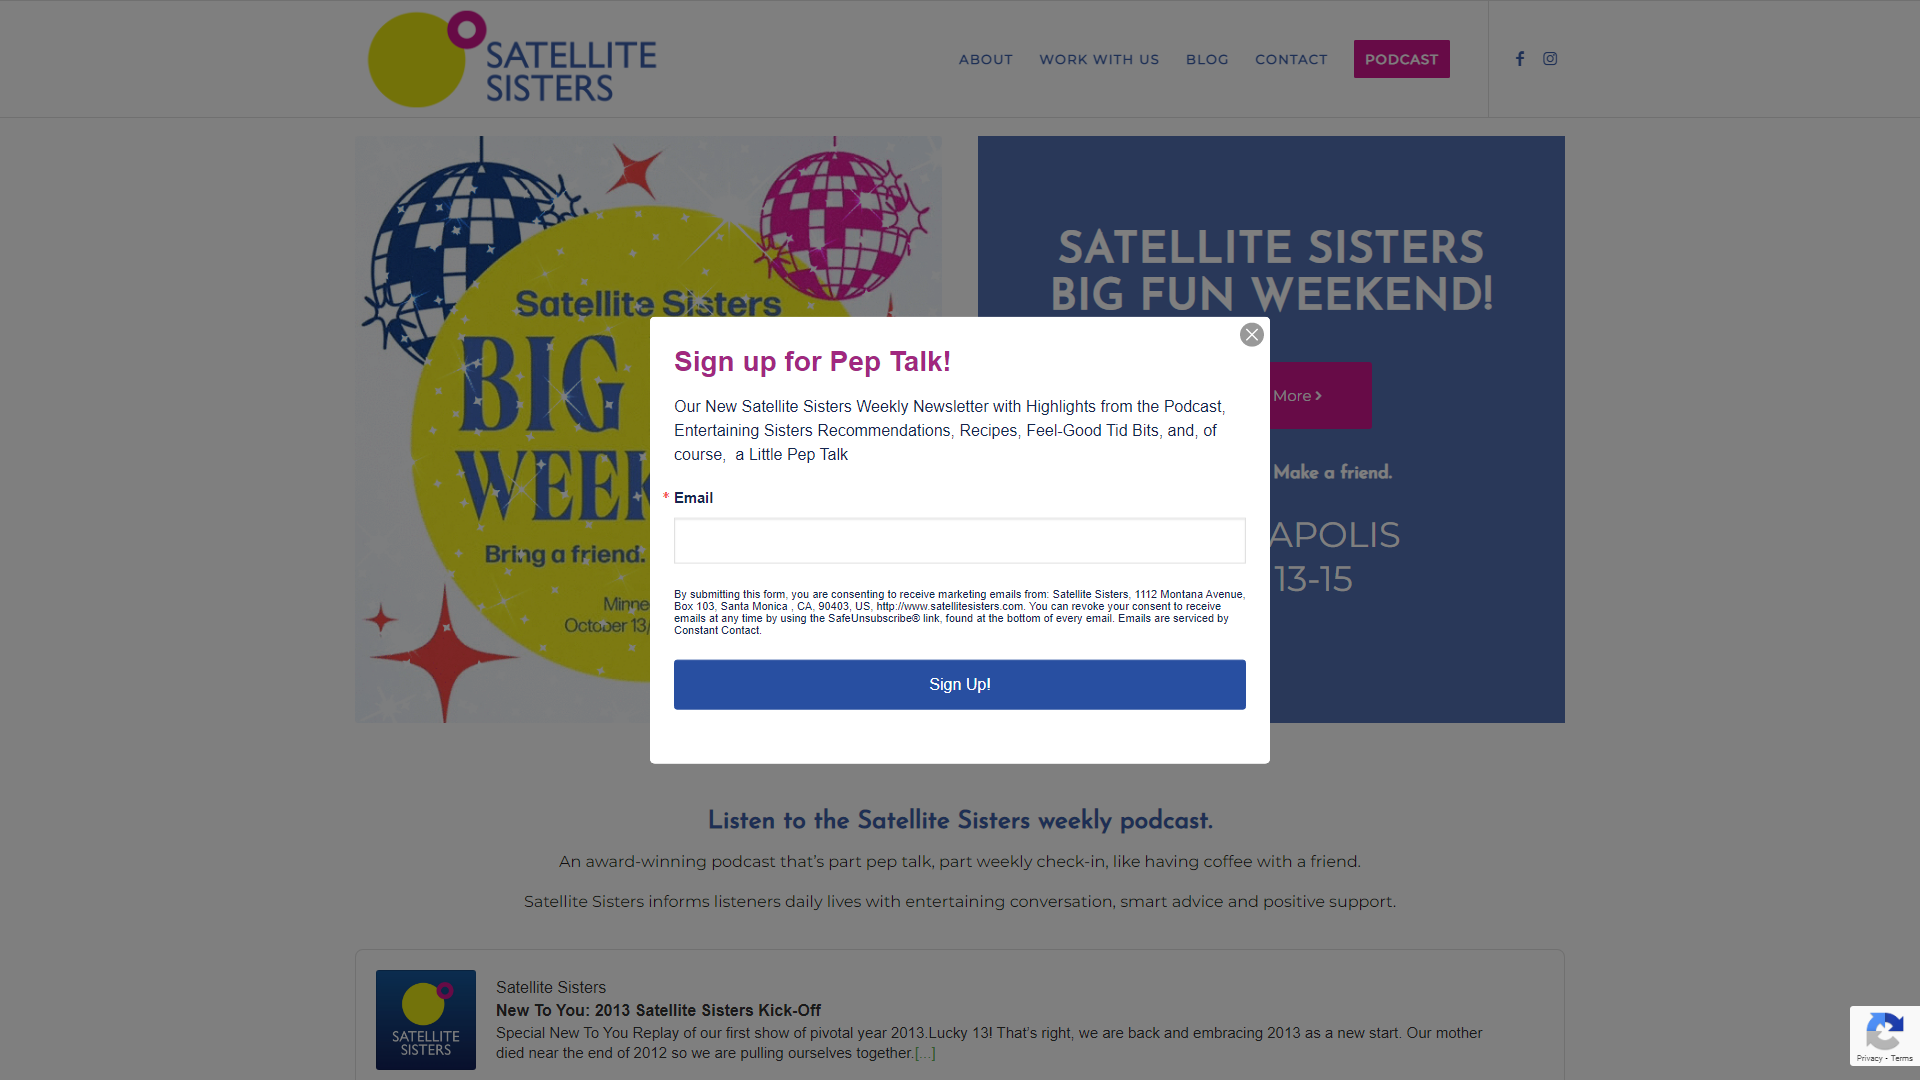 SATELLITE
SISTERS
ABOUT
WORK WITH US
BLOG
CONTACT
PODCAST
Satellite Sisters
BIG
WEEK
Bring a friend.
October 13/
SATELLITE SISTERS
BIG FUN WEEKEND!
More
Make a friend.
13-15
Sign up for Pep Talk!
Our New Satellite Sisters Weekly Newsletter with Highlights from the Podcast,
Entertaining Sisters Recommendations, Recipes, Feel-Good Tid Bits, and, of
course,  a Little Pep Talk
* Email
By submitting this form, you are consenting to receive marketing emails from: Satellite Sisters, 1112 Montana Avenue,
Box 103, Santa Monica , CA, 90403, US, http://www.satellitesisters.com. You can revoke your consent to receive
emails at any time by using the SafeUnsubscribe® link, found at the bottom of every email. Emails are serviced by
Constant Contact.
Sign Up!
Listen to the Satellite Sisters weekly podcast.
An award-winning podcast that's part pep talk, part weekly check-in, like having coffee with a friend.
Satellite Sisters informs listeners daily lives with entertaining conversation, smart advice and positive support.
SATELLITE
SISTERS
Satellite Sisters
New To You: 2013 Satellite Sisters Kick-Off
Special New To You Replay of our first show of pivotal year 2013.Lucky 13! That's right, we are back and embracing 2013 as a new start. Our mother
died near the end of 2012 so we are pulling ourselves together.[...]
Privacy - Terms